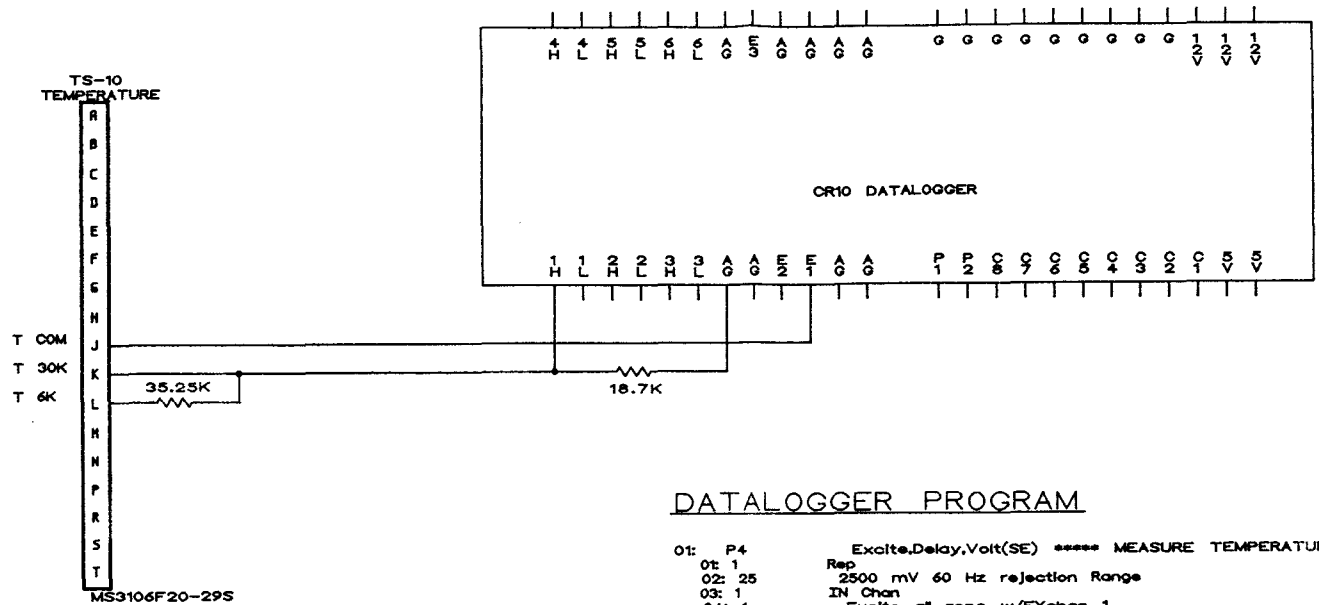 4H 4L 5H 5L 6H 6L AG E3 AG AG AG AG G G G G G G G G G 12V 12V 12V
TS-10
TEMPERATURE
A
B
C
D
E
F
G
H
J
K
L
M
N
P
R
S
T
MS3106F20-29S
CR10 DATALOGGER
1H 1L 2H 2L 3H 3L AG AG E2 E1 AG AG P1 P2 C8 C7 C6 C5 C4 C3 C2 C1 5V 5V
T COM
T 30K
T 6K
35.25K
18.7K
DATALOGGER PROGRAM
01: P4 Excite,Delay,Volt(SE) ***** MEASURE TEMPERATU
01: 1 Rep
02: 25 2500 mV 60 Hz rejection Range
03: 1 IN Chan